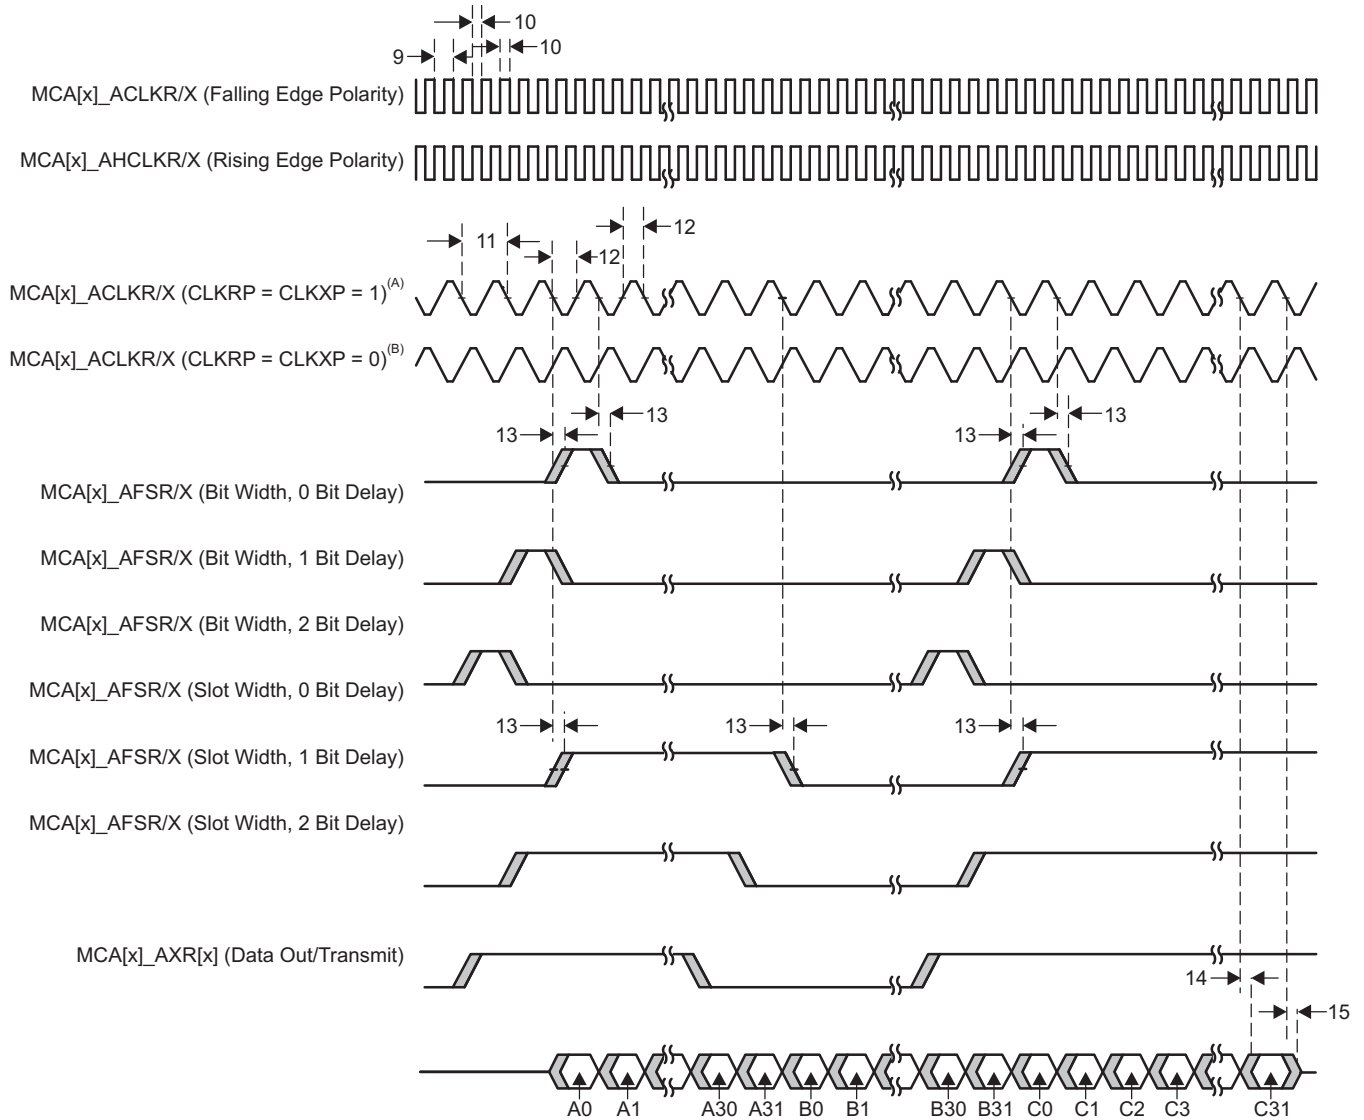 10
10
9
MCA[x]_ACLKR/X (Falling Edge Polarity)
MCA[x]_AHCLKR/X (Rising Edge Polarity)
12
11
12
MCA[x]_ACLKR/X (CLKRP = CLKXP = 1)(A)
MCA[x]_ACLKR/X (CLKRP = CLKXP = 0)(B)
13 13
13 13
MCA[x]_AFSR/X (Bit Width, 0 Bit Delay)
MCA[x]_AFSR/X (Bit Width, 1 Bit Delay)
MCA[x]_AFSR/X (Bit Width, 2 Bit Delay)
MCA[x]_AFSR/X (Slot Width, 0 Bit Delay)
13 13 13
MCA[x]_AFSR/X (Slot Width, 1 Bit Delay)
MCA[x]_AFSR/X (Slot Width, 2 Bit Delay)
MCA[x]_AXR[x] (Data Out/Transmit)
14
15
A0 A1 A30 A31 B0 B1 B30 B31 C0 C1 C2 C3 C31